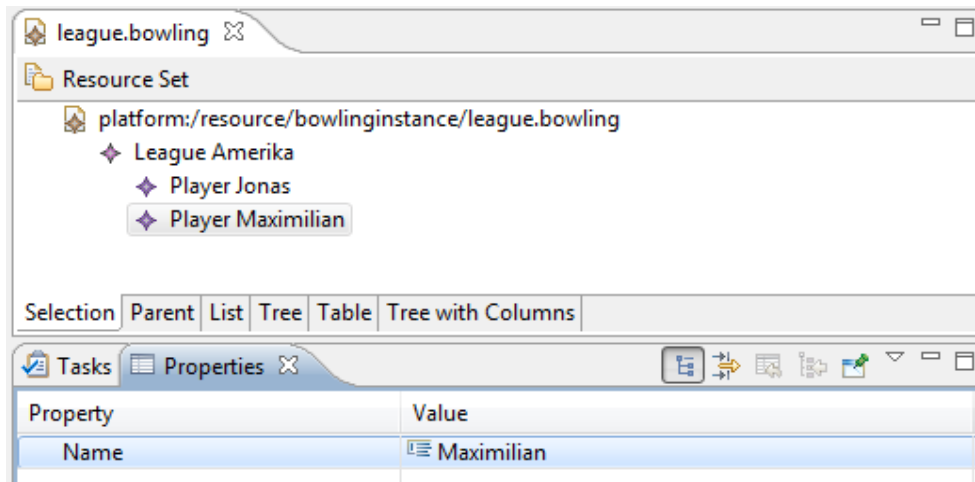 league.bowling
Resource Set
platform:/resource/bowlinginstance/league.bowling
League Amerika
Player Jonas
Player Maximilian
Selection Parent List Tree Table Tree with Columns
Tasks Properties
Property Value
Name Maximilian